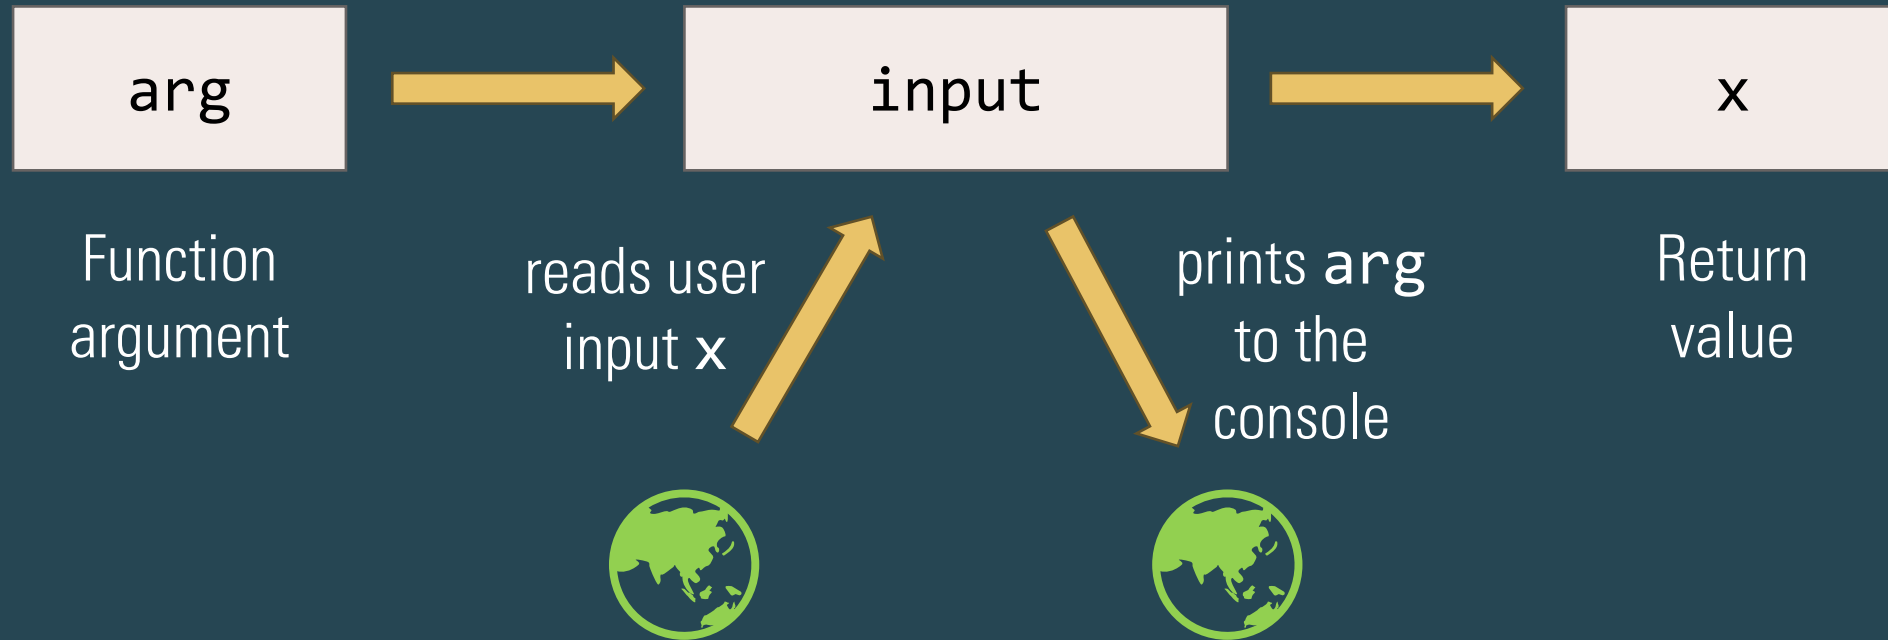 arg
input
x
Function
argument
reads user
input x
prints arg
to the
console
Return
value